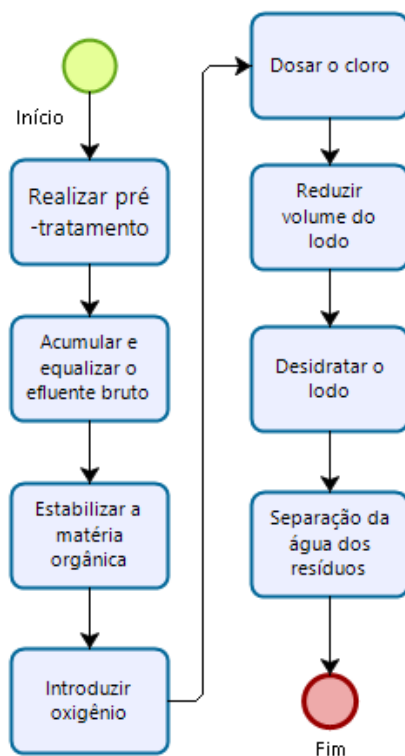 Início
Realizar pré
-tratamento
Acumular e
equalizar o
efluente bruto
Estabilizar a
matéria
orgânica
Introduzir
oxigênio
Dosar o cloro
Reduzir
volume do
lodo
Desidratar o
lodo
Separação da
água dos
resíduos
Fim